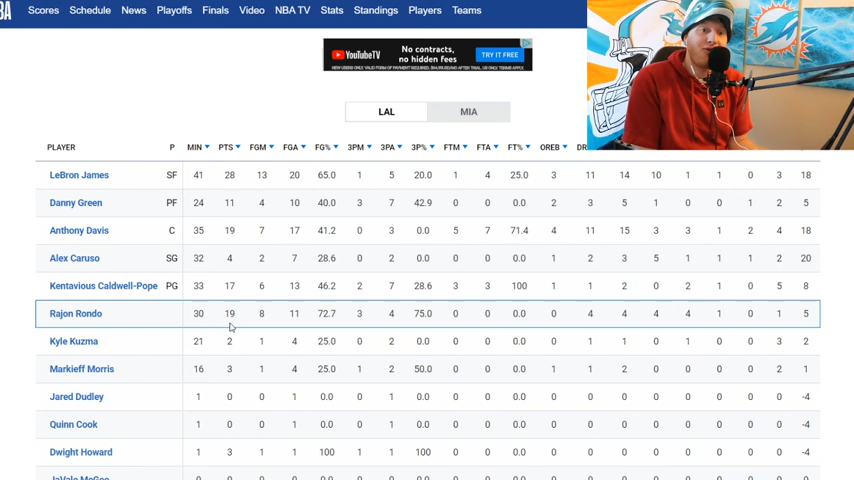 BA Scores Schedule News Playoffs Finals Video NBA TV Stats Standings Players Teams
YouTubeTV No contracts, no hidden fees TRY IT FREE
LAL MIA
PLAYER P MIN PTS FGM FGA FG% 3PM 3PA 3P% FTM FTA FT% OREB DR
LeBron James SF 41 28 13 20 65.0 1 5 20.0 1 4 25.0 3 11 14 10 1 1 0 3 18
Danny Green PF 24 11 4 10 40.0 3 7 42.9 0 0 0.0 2 3 5 1 0 0 1 2 5
Anthony Davis C 35 19 7 17 41.2 0 3 0.0 5 7 71.4 4 11 15 3 3 1 2 4 18
Alex Caruso SG 32 4 2 7 28.6 0 2 0.0 0 0 0.0 1 2 3 5 1 1 1 2 20
Kentavious Caldwell-Pope PG 33 17 6 13 46.2 2 7 28.6 3 3 100 1 1 2 0 2 1 0 5 8
Rajon Rondo 30 19 8 11 72.7 3 4 75.0 0 0 0.0 0 4 4 4 4 1 0 1 5
Kyle Kuzma 21 2 1 4 25.0 0 2 0.0 0 0 0.0 0 1 1 0 1 0 0 3 2
Markieff Morris 16 3 1 4 25.0 1 2 50.0 0 0 0.0 1 1 2 0 0 0 0 2 1
Jared Dudley 1 0 0 1 0.0 0 1 0.0 0 0 0.0 0 0 0 0 0 0 0 0 -4
Quinn Cook 1 0 0 1 0.0 0 1 0.0 0 0 0.0 0 0 0 0 0 0 0 0 -4
Dwight Howard 1 3 1 1 100 1 1 100 0 0 0.0 0 0 0 0 0 0 0 0 -4